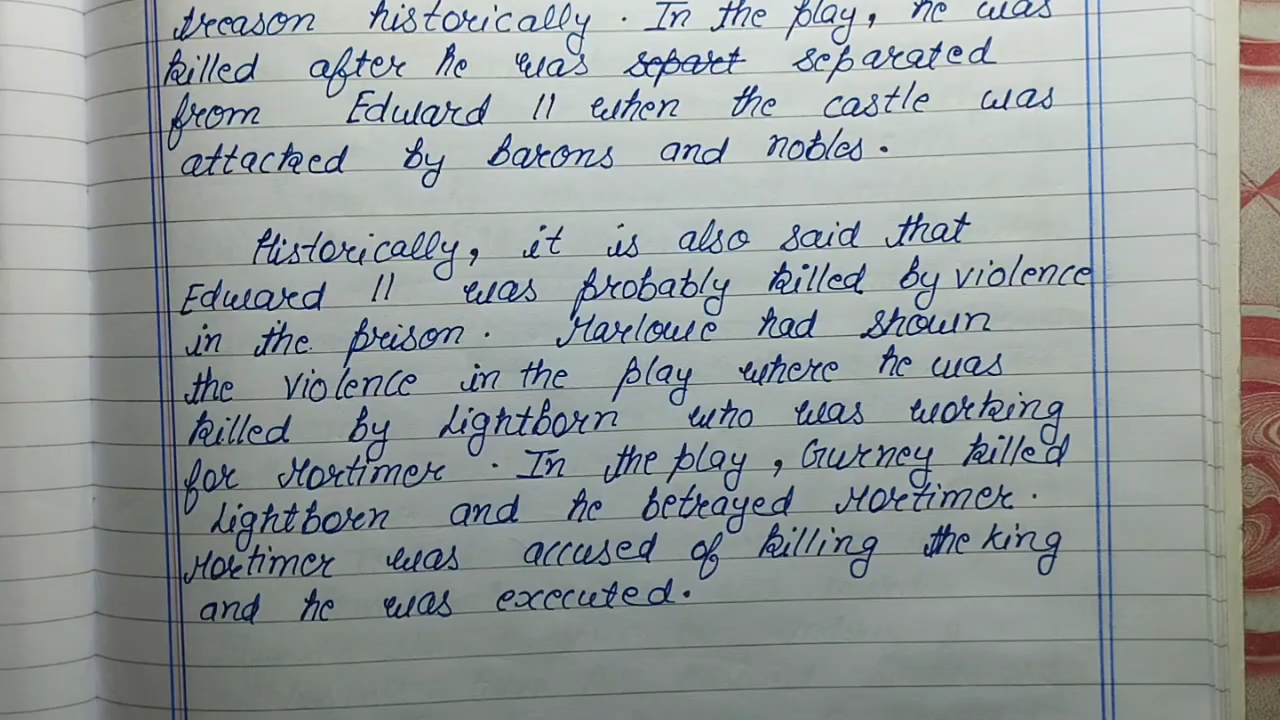 treason historically. In the play, he was
killed after he was separt separated
from Edward II when the castle was
attacked by barons and nobles.
Historically, it is also said that
Edward II was probably killed by violence
in the prison. Marlowe had shown
the violence in the play where he was
killed by Lightborn who was working
for Mortimer. In the play, Gurney killed
Lightborn and he betrayed Mortimer.
Mortimer was accused of killing the king
and he was executed.